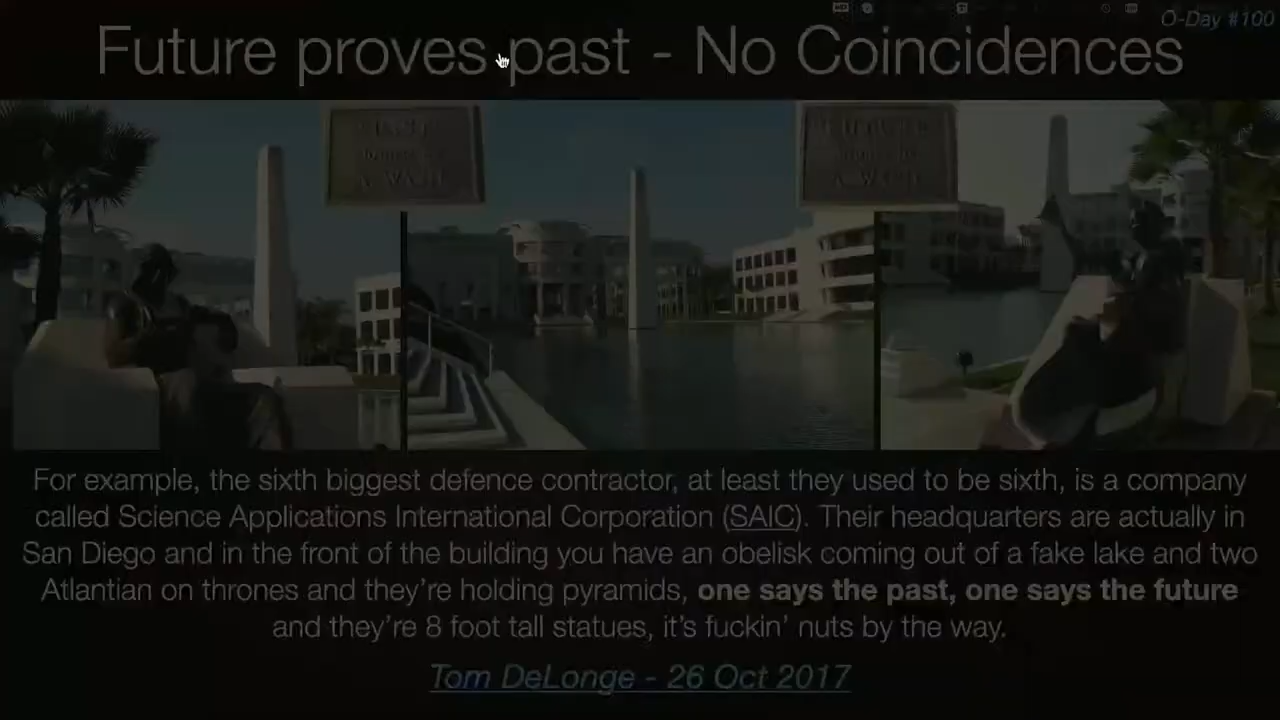 O-Day #100
Future proves past - No Coincidences
For example, the sixth biggest defence contractor, at least they used to be sixth, is a company
called Science Applications International Corporation (SAIC). Their headquarters are actually in
San Diego and in the front of the building you have an obelisk coming out of a fake lake and two
Atlantian on thrones and they're holding pyramids, one says the past, one says the future
and they're 8 foot tall statues, it's fuckin' nuts by the way.
Tom DeLonge - 26 Oct 2017